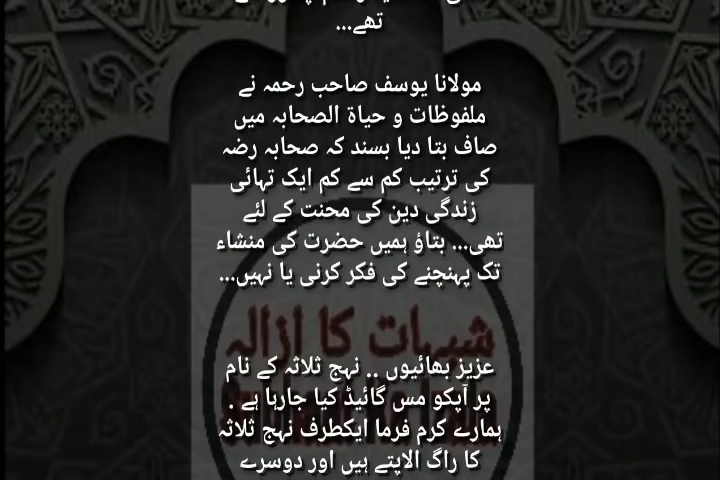 تھے...
مولانا یوسف صاحب رحمہ نے
ملفوظات و حیاۃ الصحابہ میں
صاف بتا دیا بسند کہ صحابہ رضہ
کی ترتیب کم سے کم ایک تہائی
زندگی دین کی محنت کے لئے
تھی... بتاؤ ہمیں حضرت کی منشاء
تک پہنچنے کی فکر کرنی یا نہیں...
شبہات کا ازالہ
عزیز بھائیوں .. نہج ثلاثہ کے نام
پر آپکو مس گائیڈ کیا جارہا ہے .
ہمارے کرم فرما ایکطرف نہج ثلاثہ
کا راگ الاپتے ہیں اور دوسرے